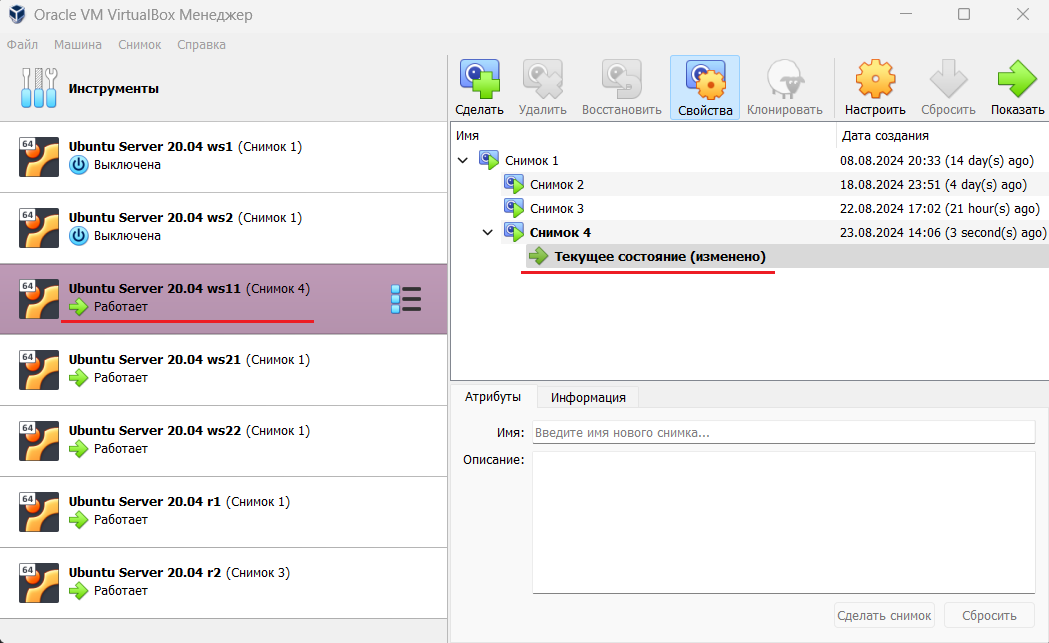 Oracle VM VirtualBox Менеджер
Файл Машина Снимок Справка
Инструменты
64
Ubuntu Server 20.04 ws1 (Снимок 1)
Выключена
64
Ubuntu Server 20.04 ws2 (Снимок 1)
Выключена
64
Ubuntu Server 20.04 ws11 (Снимок 4)
Работает
64
Ubuntu Server 20.04 ws21 (Снимок 1)
Работает
64
Ubuntu Server 20.04 ws22 (Снимок 1)
Работает
64
Ubuntu Server 20.04 r1 (Снимок 1)
Работает
64
Ubuntu Server 20.04 r2 (Снимок 3)
Работает
Сделать Удалить Восстановить Свойства Клонировать Настроить Сбросить Показать
Имя Дата создания
Снимок 1 08.08.2024 20:33 (14 day(s) ago)
Снимок 2 18.08.2024 23:51 (4 day(s) ago)
Снимок 3 22.08.2024 17:02 (21 hour(s) ago)
Снимок 4 23.08.2024 14:06 (3 second(s) ago)
Текущее состояние (изменено)
Атрибуты Информация
Имя: Введите имя нового снимка...
Описание:
Сделать снимок Сбросить